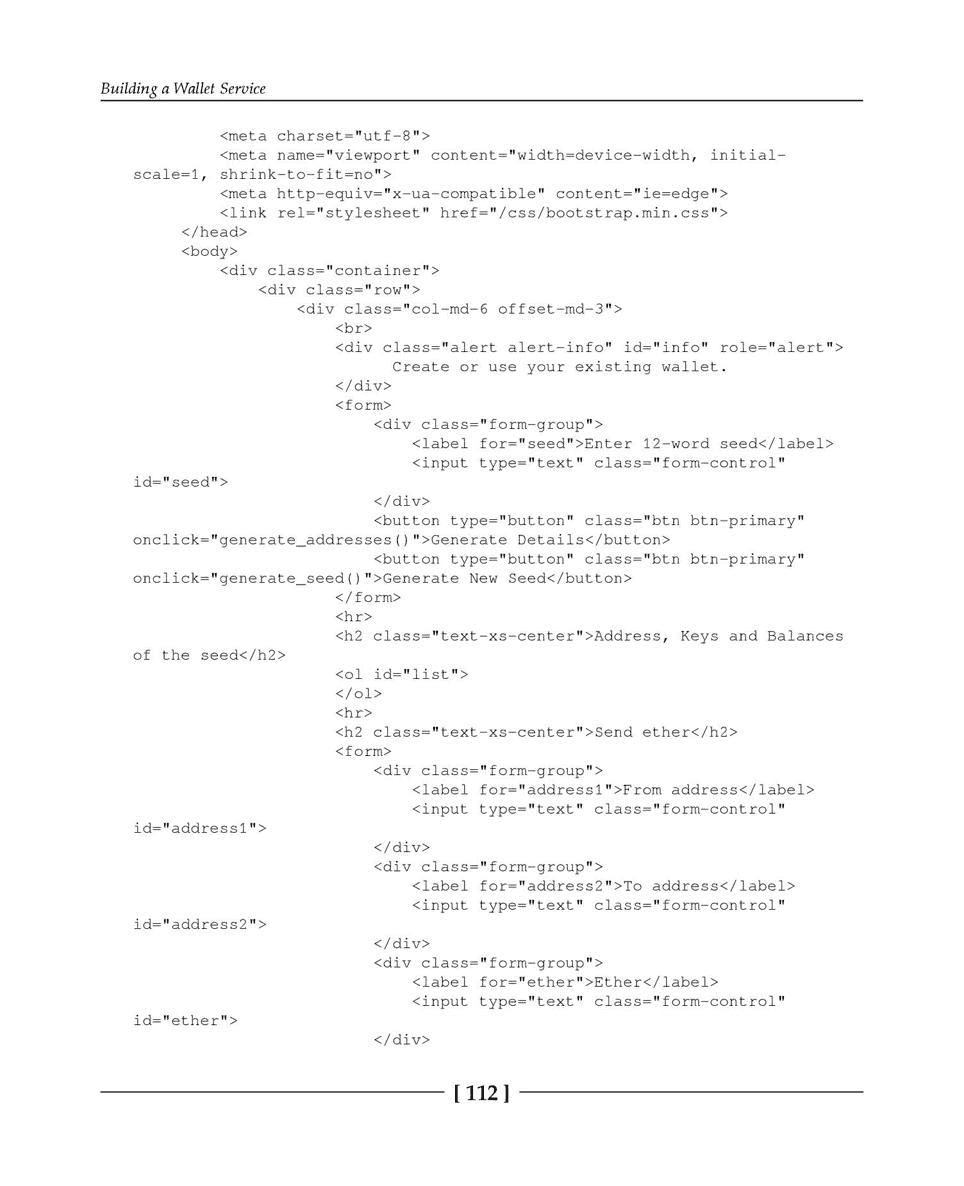 Building a Wallet Service
<meta charset="utf-8">
<meta name="viewport" content="width=device-width, initial-
scale=1, shrink-to-fit=no">
<meta http-equiv="x-ua-compatible" content="ie=edge">
<link rel="stylesheet" href="/css/bootstrap.min.css">
</head>
<body>
<div class="container">
<div class="row">
<div class="col-md-6 offset-md-3">
<br>
<div class="alert alert-info" id="info" role="alert">
Create or use your existing wallet.
</div>
<form>
<div class="form-group">
<label for="seed">Enter 12-word seed</label>
<input type="text" class="form-control"
id="seed">
</div>
<button type="button" class="btn btn-primary"
onclick="generate_addresses()">Generate Details</button>
<button type="button" class="btn btn-primary"
onclick="generate_seed()">Generate New Seed</button>
</form>
<hr>
<h2 class="text-xs-center">Address, Keys and Balances
of the seed</h2>
<ol id="list">
</ol>
<hr>
<h2 class="text-xs-center">Send ether</h2>
<form>
<div class="form-group">
<label for="address1">From address</label>
<input type="text" class="form-control"
id="address1">
</div>
<div class="form-group">
<label for="address2">To address</label>
<input type="text" class="form-control"
id="address2">
</div>
<div class="form-group">
<label for="ether">Ether</label>
<input type="text" class="form-control"
id="ether">
</div>
[ 112 ]